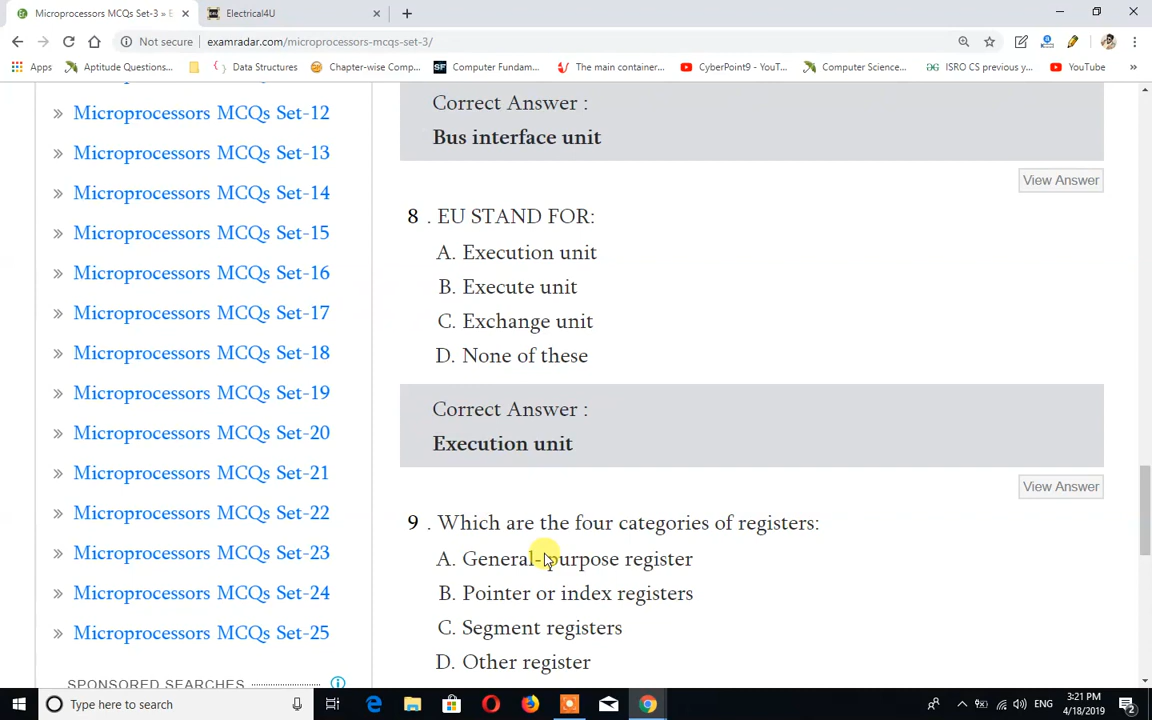 Microprocessors MCQs Set-3 » E
Electrical4U
Not secure
examradar.com/microprocessors-mcqs-set-3/
Apps
Aptitude Questions...
Data Structures
Chapter-wise Comp...
SF Computer Fundam...
The main container...
CyberPoint9 - YouT...
Computer Science...
ISRO CS previous y...
YouTube
»
» Microprocessors MCQs Set-12
» Microprocessors MCQs Set-13
» Microprocessors MCQs Set-14
» Microprocessors MCQs Set-15
» Microprocessors MCQs Set-16
» Microprocessors MCQs Set-17
» Microprocessors MCQs Set-18
» Microprocessors MCQs Set-19
» Microprocessors MCQs Set-20
» Microprocessors MCQs Set-21
» Microprocessors MCQs Set-22
» Microprocessors MCQs Set-23
» Microprocessors MCQs Set-24
» Microprocessors MCQs Set-25
SPONSORED SEARCHES
Correct Answer :
Bus interface unit
View Answer
8 . EU STAND FOR:
A. Execution unit
B. Execute unit
C. Exchange unit
D. None of these
Correct Answer :
Execution unit
View Answer
9 . Which are the four categories of registers:
A. General-purpose register
B. Pointer or index registers
C. Segment registers
D. Other register
Type here to search
ENG
3:21 PM
4/18/2019
2